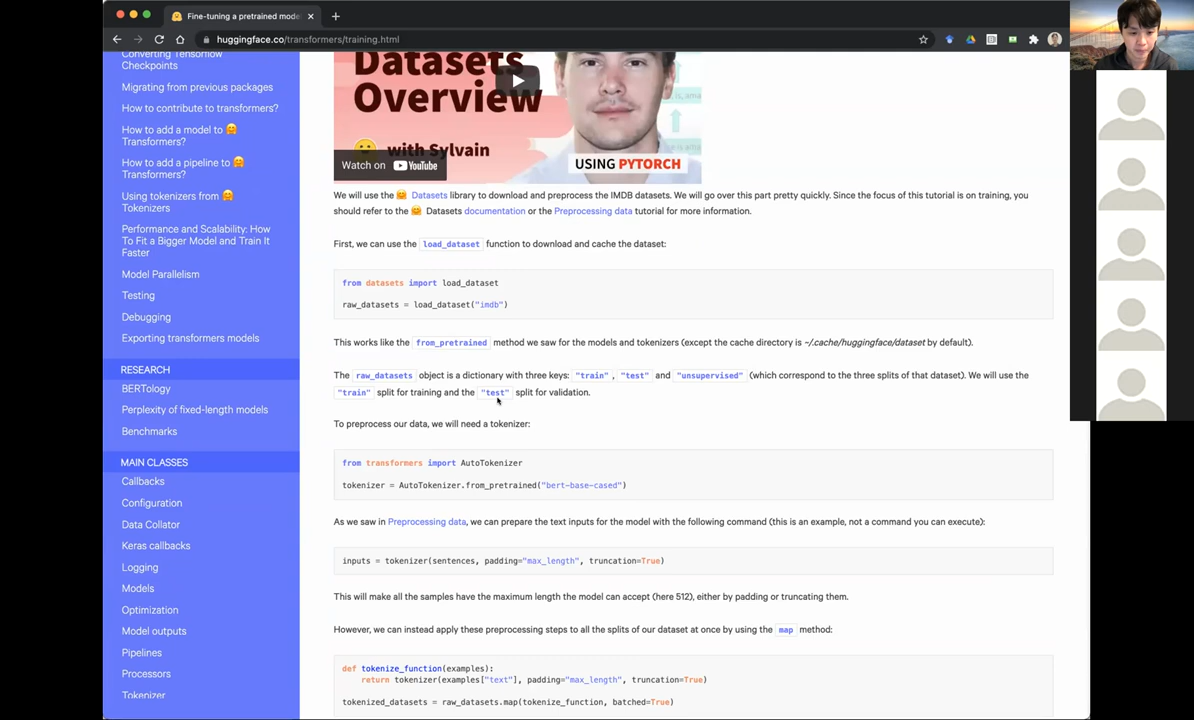 Fine-tuning a pretrained mode
huggingface.co/transformers/training.html
Converting Tensorflow
Checkpoints
Migrating from previous packages
How to contribute to transformers?
How to add a model to 🤗
Transformers?
How to add a pipeline to 🤗
Transformers?
Using tokenizers from 🤗
Tokenizers
Performance and Scalability: How
To Fit a Bigger Model and Train It
Faster
Model Parallelism
Testing
Debugging
Exporting transformers models
RESEARCH
BERTology
Perplexity of fixed-length models
Benchmarks
MAIN CLASSES
Callbacks
Configuration
Data Collator
Keras callbacks
Logging
Models
Optimization
Model outputs
Pipelines
Processors
Tokenizer
Datasets
Overview
with Sylvain
Watch on YouTube
USING PYTORCH
We will use the 🤗 Datasets library to download and preprocess the IMDB datasets. We will go over this part pretty quickly. Since the focus of this tutorial is on training, you
should refer to the 🤗 Datasets documentation or the Preprocessing data tutorial for more information.
First, we can use the load_dataset function to download and cache the dataset:
from datasets import load_dataset
raw_datasets = load_dataset("imdb")
This works like the from_pretrained method we saw for the models and tokenizers (except the cache directory is ~/.cache/huggingface/dataset by default).
The raw_datasets object is a dictionary with three keys: "train" , "test" and "unsupervised" (which correspond to the three splits of that dataset). We will use the
"train" split for training and the "test" split for validation.
To preprocess our data, we will need a tokenizer:
from transformers import AutoTokenizer
tokenizer = AutoTokenizer.from_pretrained("bert-base-cased")
As we saw in Preprocessing data, we can prepare the text inputs for the model with the following command (this is an example, not a command you can execute):
inputs = tokenizer(sentences, padding="max_length", truncation=True)
This will make all the samples have the maximum length the model can accept (here 512), either by padding or truncating them.
However, we can instead apply these preprocessing steps to all the splits of our dataset at once by using the map method:
def tokenize_function(examples):
return tokenizer(examples["text"], padding="max_length", truncation=True)
tokenized_datasets = raw_datasets.map(tokenize_function, batched=True)